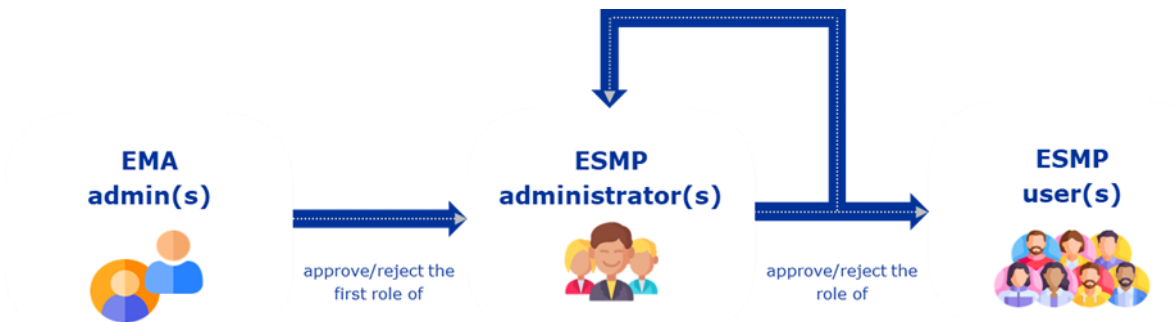 EMA
admin(s)
approve/reject the
first role of
ESMP
administrator(s)
approve/reject the
role of
ESMP
user(s)